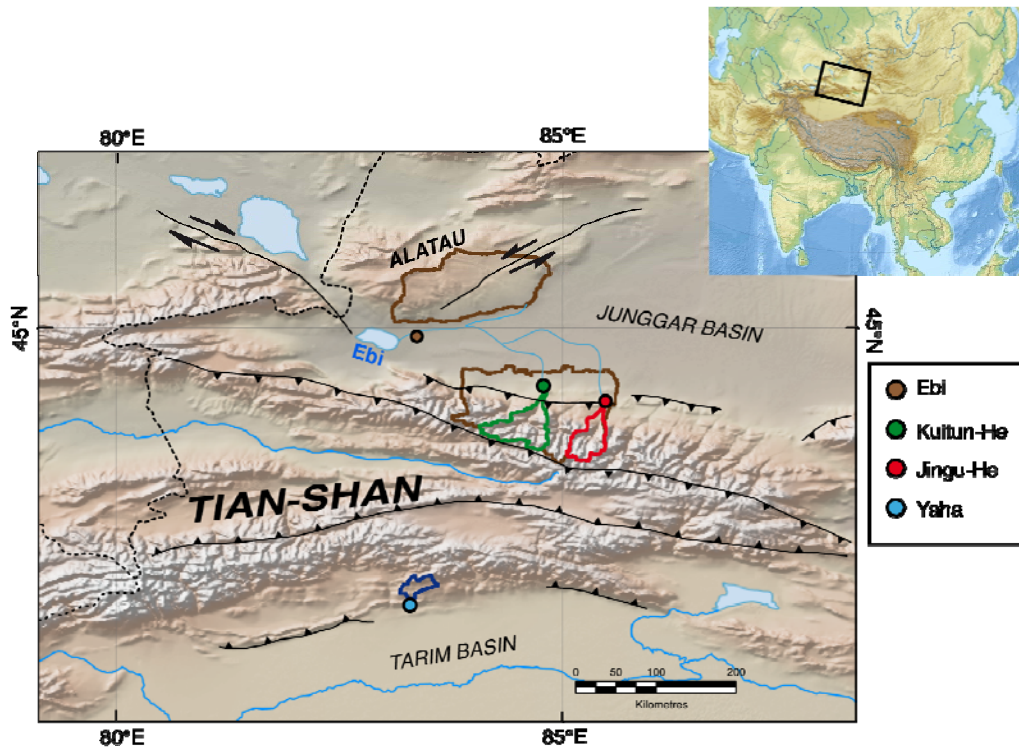 80°E
85°E
ALATAU
45°N
JUNGGAR BASIN
45°N
Ebi
Ebi
Kuitun-He
Jingu-He
Yaha
TIAN-SHAN
TARIM BASIN
0 50 100 200
Kilometres
80°E
85°E